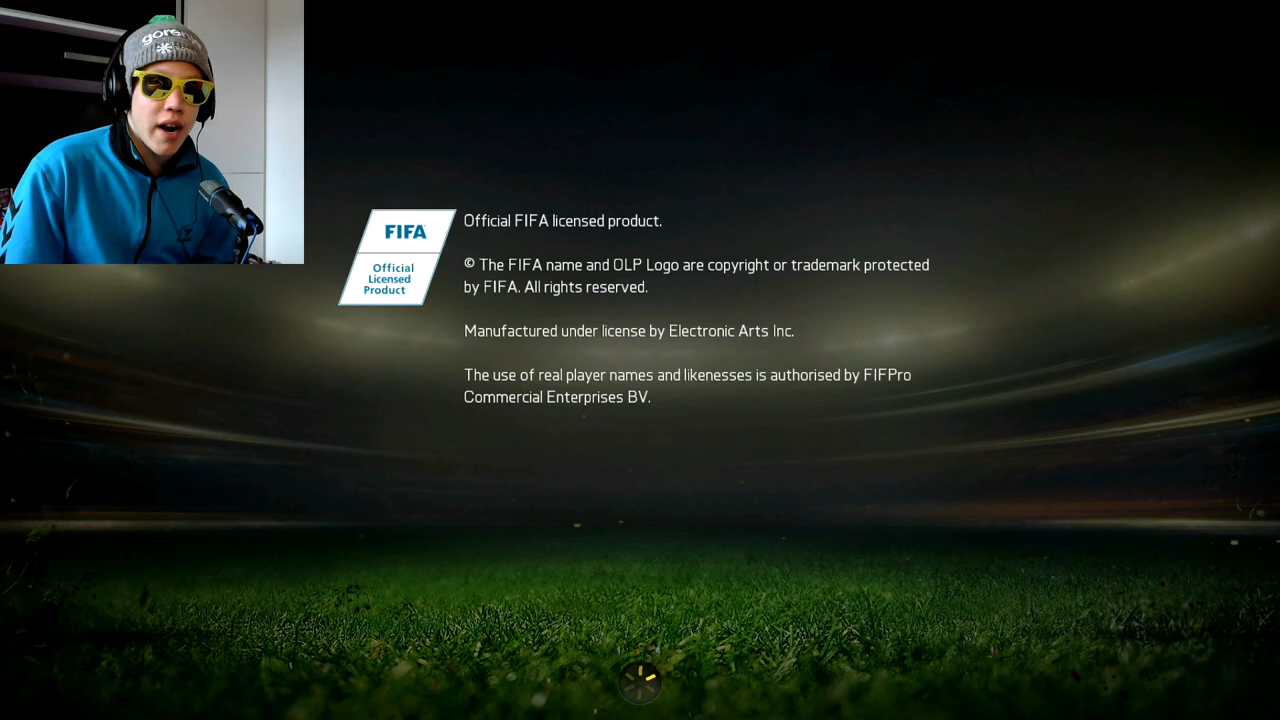 FIFA
Official
Licensed
Product
Official FIFA licensed product.
© The FIFA name and OLP Logo are copyright or trademark protected
by FIFA. All rights reserved.
Manufactured under license by Electronic Arts Inc.
The use of real player names and likenesses is authorised by FIFPro
Commercial Enterprises BV.